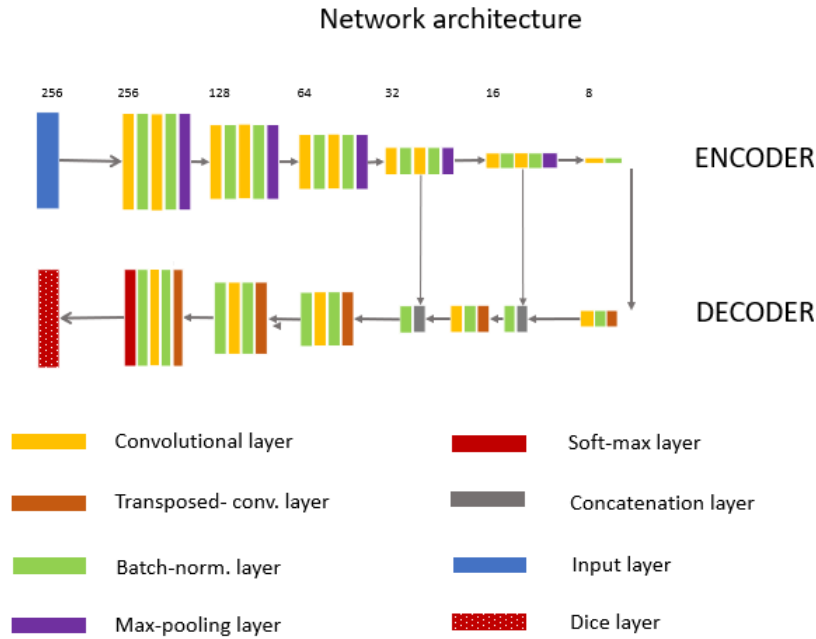 Network architecture
256 256 128 64 32 16 8
ENCODER
DECODER
Convolutional layer
Soft-max layer
Transposed- conv. layer
Concatenation layer
Batch-norm. layer
Input layer
Max-pooling layer
Dice layer